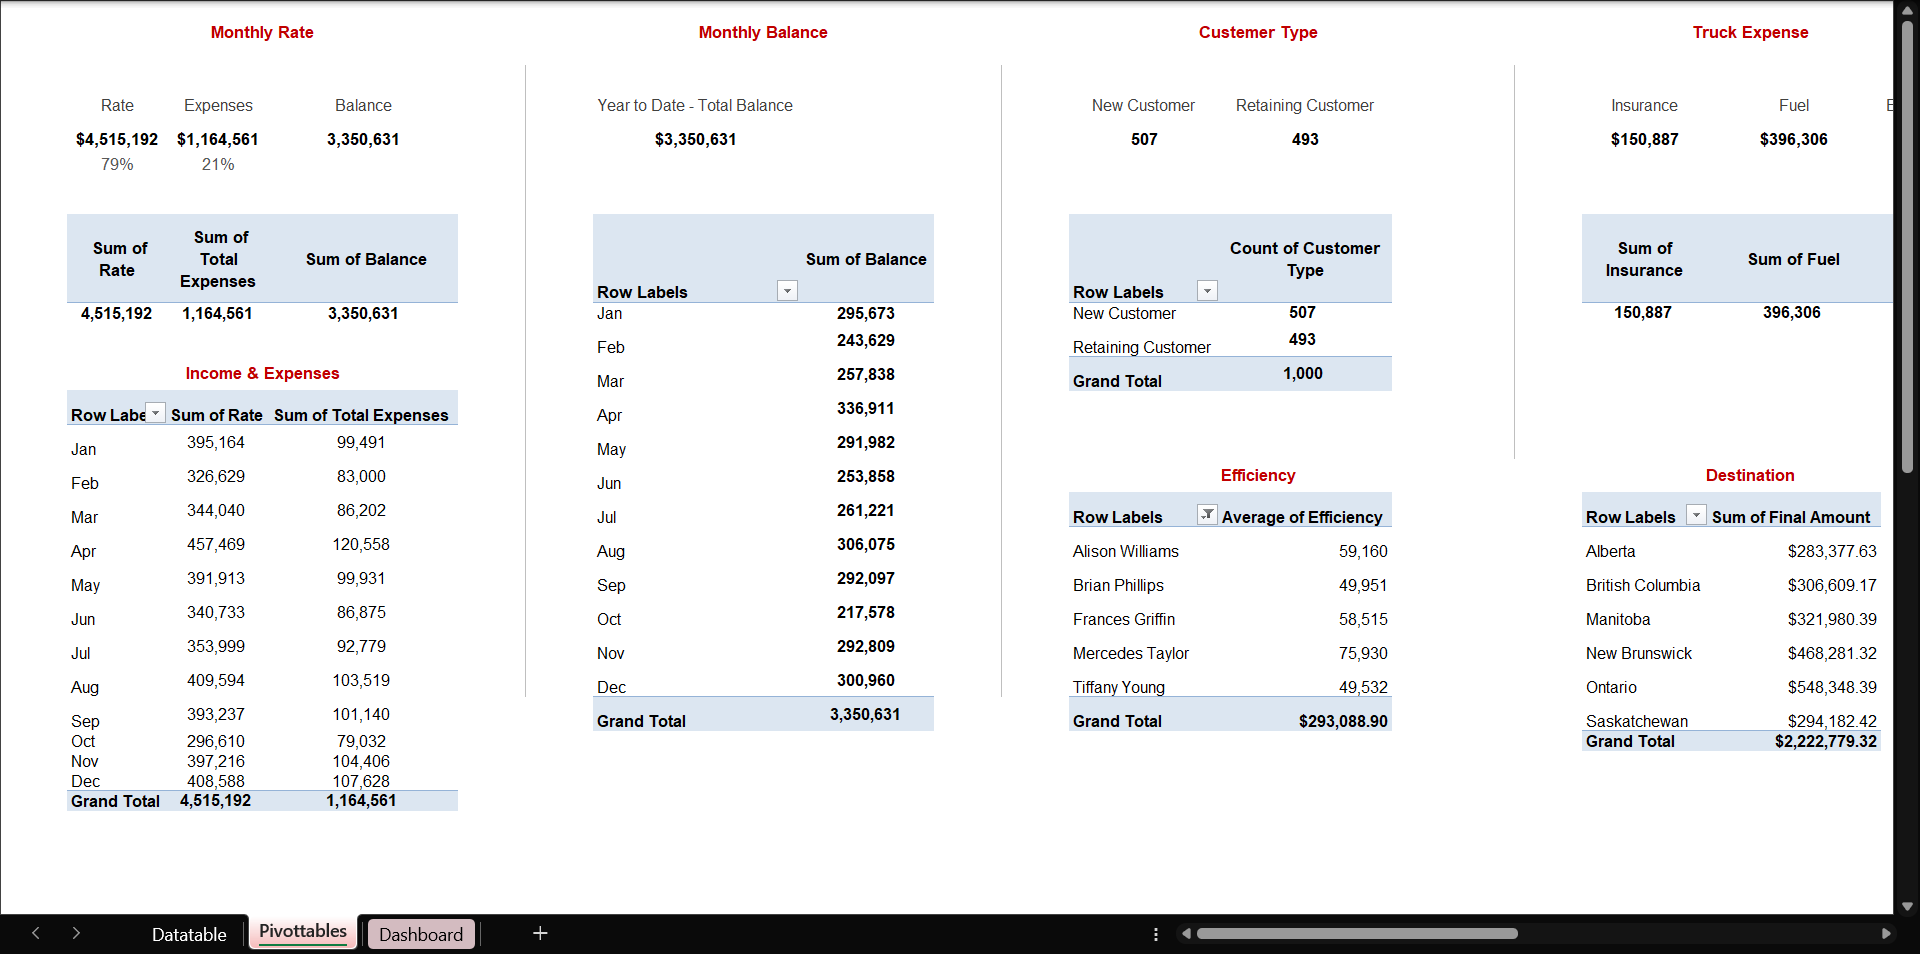 Monthly Rate
Rate Expenses Balance
$4,515,192 $1,164,561 3,350,631
79% 21%
Sum of Rate Sum of Total Expenses Sum of Balance
4,515,192 1,164,561 3,350,631
Income & Expenses
Row Labe Sum of Rate Sum of Total Expenses
Jan 395,164 99,491
Feb 326,629 83,000
Mar 344,040 86,202
Apr 457,469 120,558
May 391,913 99,931
Jun 340,733 86,875
Jul 353,999 92,779
Aug 409,594 103,519
Sep 393,237 101,140
Oct 296,610 79,032
Nov 397,216 104,406
Dec 408,588 107,628
Grand Total 4,515,192 1,164,561
Monthly Balance
Year to Date - Total Balance
$3,350,631
Row Labels Sum of Balance
Jan 295,673
Feb 243,629
Mar 257,838
Apr 336,911
May 291,982
Jun 253,858
Jul 261,221
Aug 306,075
Sep 292,097
Oct 217,578
Nov 292,809
Dec 300,960
Grand Total 3,350,631
Custemer Type
New Customer Retaining Customer
507 493
Row Labels Count of Customer Type
New Customer 507
Retaining Customer 493
Grand Total 1,000
Efficiency
Row Labels Average of Efficiency
Alison Williams 59,160
Brian Phillips 49,951
Frances Griffin 58,515
Mercedes Taylor 75,930
Tiffany Young 49,532
Grand Total $293,088.90
Truck Expense
Insurance Fuel
$150,887 $396,306
Sum of Insurance Sum of Fuel
150,887 396,306
Destination
Row Labels Sum of Final Amount
Alberta $283,377.63
British Columbia $306,609.17
Manitoba $321,980.39
New Brunswick $468,281.32
Ontario $548,348.39
Saskatchewan $294,182.42
Grand Total $2,222,779.32
Datatable Pivottables Dashboard